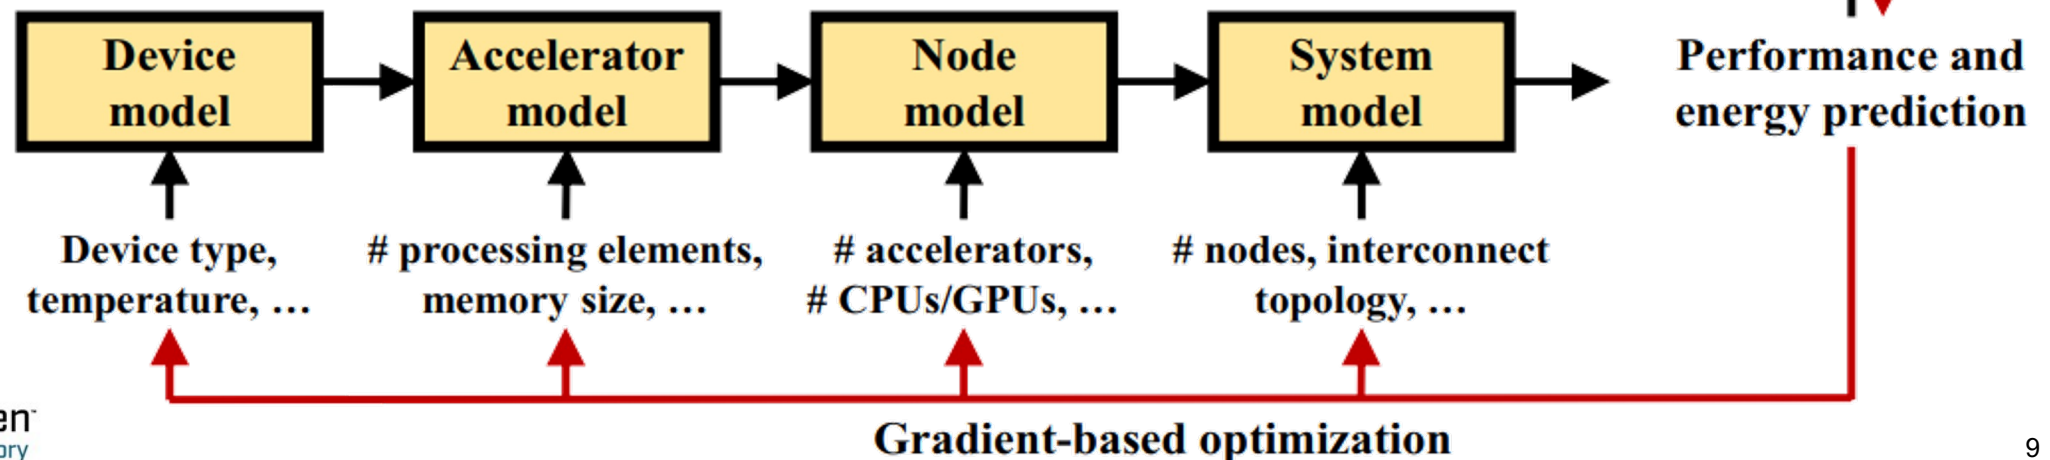 Device
model
Accelerator
model
Node
model
System
model
Performance and
energy prediction
Device type,
temperature, …
# processing elements,
memory size, …
# accelerators,
# CPUs/GPUs, …
# nodes, interconnect
topology, …
Gradient-based optimization
9